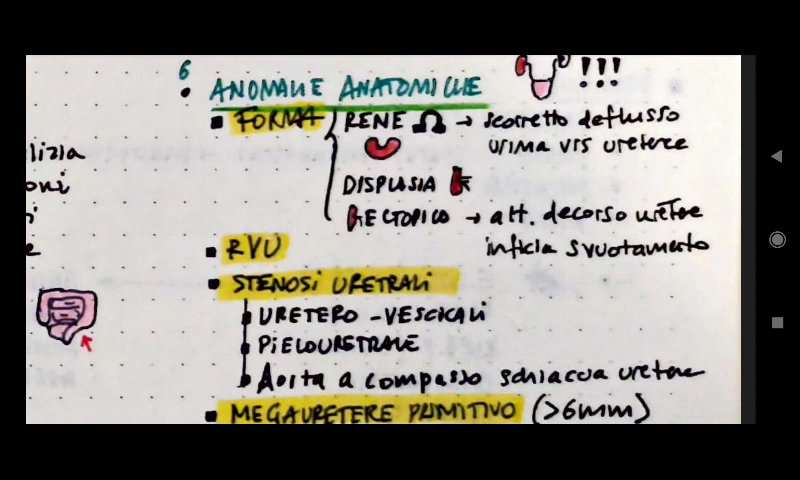 6
• ANOMALIE ANATOMICHE !!!
▪ FORMA { RENE Ω → scorretto deflusso
urina vs uretere
DISPLASIA
ECTOPICO → alt. decorso uretere
inficia svuotamento
▪ RVU
▪ STENOSI URETRALI
URETERO-VESCICALI
PIELOURETRALE
Aorta a compasso schiaccia uretere
▪ MEGAURETERE PRIMITIVO (>6mm)